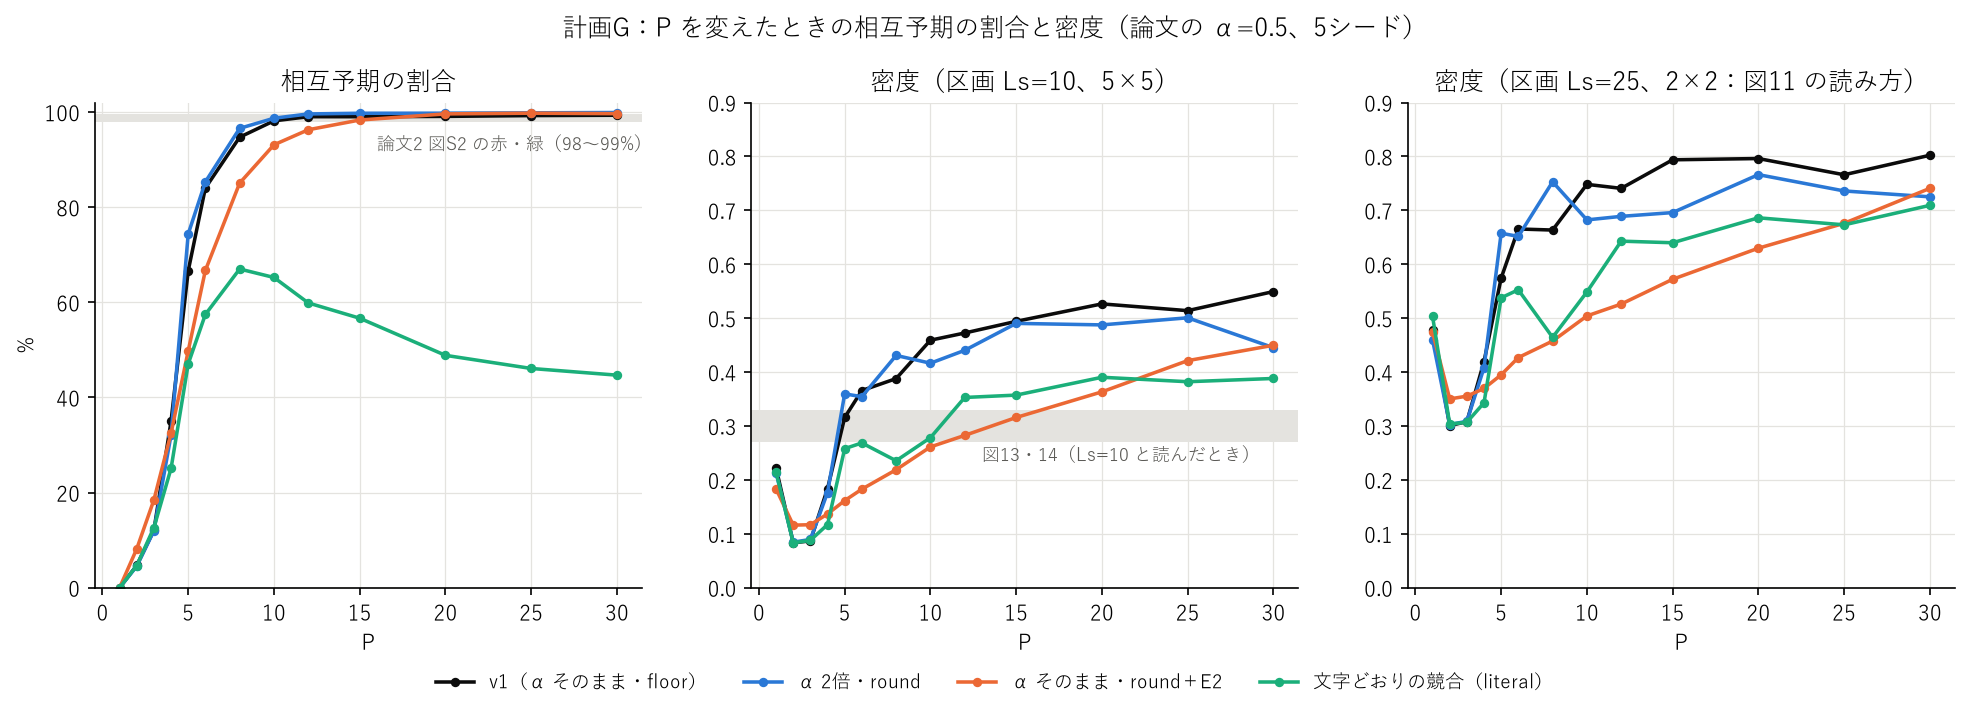 計画G：P を変えたときの相互予期の割合と密度（論文の α=0.5、5シード）
相互予期の割合
%
100
80
60
40
20
0
論文2 図S2 の赤・緑（98〜99%）
0 5 10 15 20 25 30
P
密度（区画 Ls=10、5×5）
0.9
0.8
0.7
0.6
0.5
0.4
0.3
0.2
0.1
0.0
図13・14（Ls=10 と読んだとき）
0 5 10 15 20 25 30
P
密度（区画 Ls=25、2×2：図11 の読み方）
0.9
0.8
0.7
0.6
0.5
0.4
0.3
0.2
0.1
0.0
0 5 10 15 20 25 30
P
v1（α そのまま・floor）
α 2倍・round
α そのまま・round＋E2
文字どおりの競合（literal）